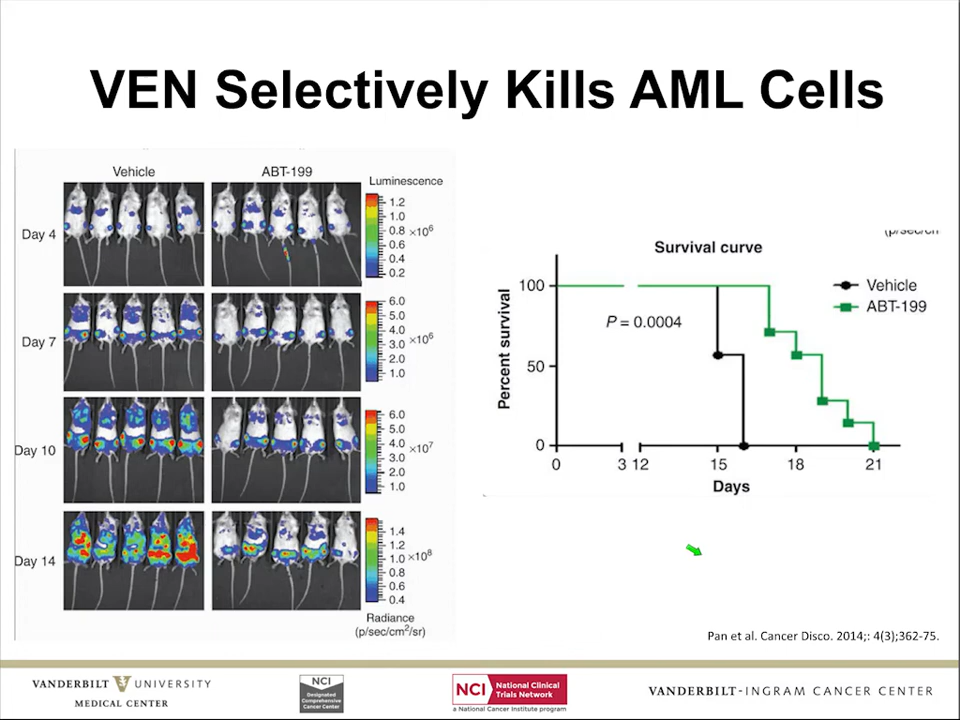 VEN Selectively Kills AML Cells
Vehicle
ABT-199
Luminescence
Day 4
1.2
1.0
0.8
0.6
0.4
0.2
×10⁶
Day 7
6.0
5.0
4.0
3.0
2.0
1.0
×10⁶
Day 10
6.0
5.0
4.0
3.0
2.0
1.0
×10⁷
Day 14
1.4
1.2
1.0
0.8
0.6
0.4
×10⁸
Radiance
(p/sec/cm²/sr)
Survival curve
Percent survival
100
50
0
P = 0.0004
Vehicle
ABT-199
0 3 12 15 18 21
Days
Pan et al. Cancer Disco. 2014;: 4(3);362-75.
VANDERBILT UNIVERSITY
MEDICAL CENTER
NCI
Designated
Comprehensive
Cancer Center
NCI National Clinical
Trials Network
a National Cancer Institute program
VANDERBILT-INGRAM CANCER CENTER